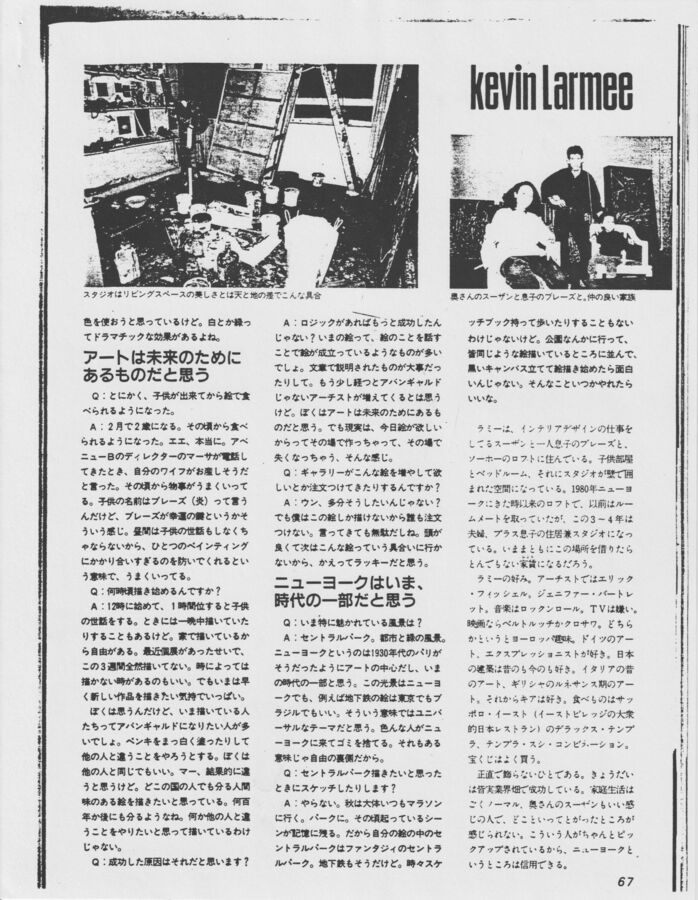 kevin Larmee
スタジオはリビングスペースの美しさとは天と地の差でこんな具合
奥さんのスーザンと息子のブレーズと。仲の良い家族
色を使おうと思っているけど。白とか繰っ
てドラマチックな効果があるよね。
アートは未来のために
あるものだと思う
Q：とにかく、子供が出来てから絵で食
べられるようになった。
A：2月で2歳になる。その頃から食べ
られるようになった。エエ、本当に。アベ
ニューBのディレクターのマーサが電話し
てきたとき、自分のワイフがお産しそうだ
と言った。その頃から物事がうまくいって
る。子供の名前はブレーズ（炎）って言う
んだけど、ブレーズが幸運の鍵というかそ
ういう感じ。昼間は子供の世話もしなくち
ゃならないから、ひとつのペインティング
にかかり合いすぎるのを防いでくれるとい
う意味で、うまくいってる。
Q：何時頃描き始めるんですか？
A：12時に始めて、1時間位すると子供
の世話をする。ときには一晩中描いていた
りすることもあるけど。家で描いているか
ら自由がある。最近個展があったせいで、
この3週間全然描いてない。時によっては
描かない時があるのもいい。でもいまは早
く新しい作品を描きたい気持でいっぱい。
ぼくは思うんだけど、いま描いている人
たちってアバンギャルドになりたい人が多
いでしょ。ペンキをまっ白く塗ったりして
他の人と違うことをやろうとする。ぼくは
他の人と同じでもいい。マー、結果的に違
うと思うけど。どこの国の人でも分る人間
味のある絵を描きたいと思っている。何百
年か後にも分るようなね。何か他の人と違
うことをやりたいと思って描いているわけ
じゃない。
Q：成功した原因はそれだと思います？
A：ロジックがあればもっと成功したん
じゃない？いまの絵って、絵のことを話す
ことで絵が成立っているようなものが多い
でしょ。文章で説明されたものが大事だっ
たりして。もう少し経つとアバンギャルド
じゃないアーチストが増えてくるとは思う
けど。ぼくはアートは未来のためにあるも
のだと思う。でも現実は、今日絵が欲しい
からってその場で作っちゃって、その場で
失くなっちゃう、そんな感じ。
Q：ギャラリーがこんな絵を増やして欲
しいとか注文つけてきたりするんですか？
A：ウン、多分そうしたいんじゃない？
でも僕はこの絵しか描けないから誰も注文
つけない。言ってきても無駄だしね。頭が
良くて次はこんな絵っていう具合いに行か
ないから、かえってラッキーだと思う。
ニューヨークはいま、
時代の一部だと思う
Q：いま特に魅かれている風景は？
A：セントラルパーク。都市と緑の風景。
ニューヨークというのは1930年代のパリが
そうだったようにアートの中心だし、いま
の時代の一部と思う。この光景はニューヨ
ークでも、例えば地下鉄の絵は東京でもブ
ラジルでもいい。そういう意味ではユニバ
ーサルなテーマだと思う。色んな人がニュ
ーヨークに来てゴミを捨てる。それもある
意味じゃ自由の裏側だから。
Q：セントラルパーク描きたいと思った
ときにスケッチしたりします？
A：やらない。秋は大体いつもマラソン
に行く。パークに。その頃起っているシー
ンが記憶に残る。だから自分の絵の中のセ
ントラルパークはファンタジィのセントラ
ルパーク。地下鉄もそうだけど。時々スケ
ッチブック持って歩いたりすることもない
わけじゃないけど。公園なんかに行って、
皆同じような絵描いているところに並んで、
黒いキャンバス立てて絵描き始めたら面白
いんじゃない。そんなこといつかやれたら
いいな。
ラミーは、インテリアデザインの仕事を
してるスーザンと一人息子のブレーズと、
ソーホーのロフトに住んている。子供部屋
とベッドルーム、それにスタジオが壁で囲
まれた空間になっている。1980年ニューヨ
ークにきた時以来のロフトで、以前はルー
ムメートを取っていたが、この3～4年は
夫婦、プラス息子の住居兼スタジオになっ
ている。いままともにこの場所を借りたら
とんでもない家賃になるだろう。
ラミーの好み。アーチストではエリック
・フィッシェル。ジェニファー・バートレ
ット。音楽はロックンロール。TVは嫌い。
映画ならベルトルッチかクロサワ。どちら
かというとヨーロッパ趣味。ドイツのアー
ト、エクスプレッショニストが好き。日本
の建築は昔のも今のも好き。イタリアの昔
のアート、ギリシャのルネサンス期のアー
ト。それからキアは好き。食べものはサッ
ポロ・イースト（イーストビレッジの大衆
的日本レストラン）のデラックス・テンプ
ラ、テンプラ・スシ・コンビネーション。
宝くじはよく買う。
正直で飾らないひとである。きょうだい
は皆実業界畑で成功している。家庭生活は
ごくノーマル、奥さんのスーザンもいい感
じの人で、どこといってとがったところが
感じられない。こういう人がちゃんとピッ
クアップされているから、ニューヨークと
いうところは信用できる。
67